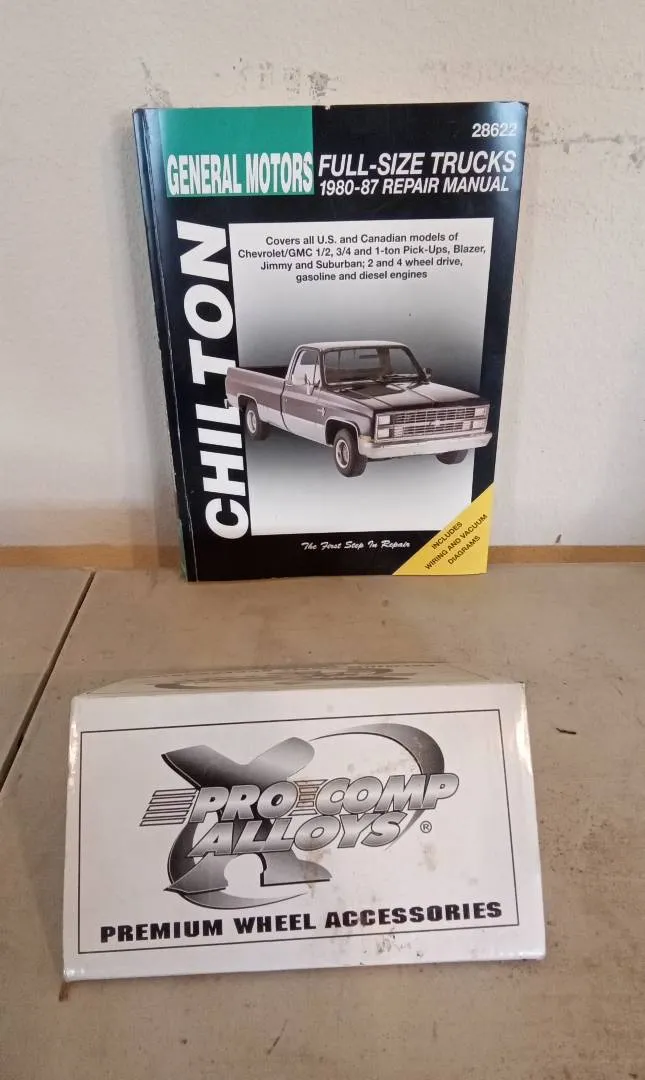 28622
GENERAL MOTORS
FULL-SIZE TRUCKS
1980-87 REPAIR MANUAL
CHILTON
Covers all U.S. and Canadian models of
Chevrolet/GMC 1/2, 3/4 and 1-ton Pick-Ups, Blazer,
Jimmy and Suburban; 2 and 4 wheel drive,
gasoline and diesel engines
The First Step In Repair
INCLUDES
WIRING AND VACUUM
DIAGRAMS
PRO COMP
ALLOYS®
PREMIUM WHEEL ACCESSORIES